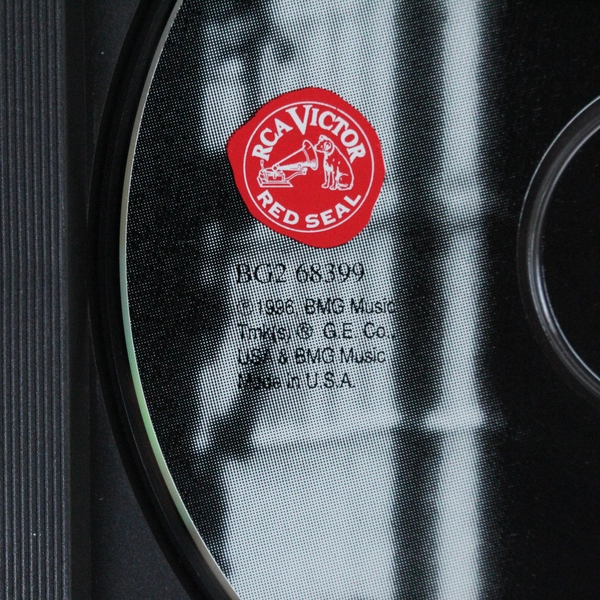 RCA VICTOR
RED SEAL
BG2 68399
℗ 1996, BMG Music
Tmk(s) ® G.E. Co.,
USA & BMG Music
Made in U.S.A.